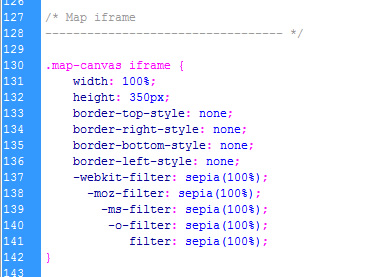 126
127 /* Map iframe
128 ------------------------------- */
129
130 .map-canvas iframe {
131     width: 100%;
132     height: 350px;
133     border-top-style: none;
134     border-right-style: none;
135     border-bottom-style: none;
136     border-left-style: none;
137     -webkit-filter: sepia(100%);
138       -moz-filter: sepia(100%);
139         -ms-filter: sepia(100%);
140          -o-filter: sepia(100%);
141             filter: sepia(100%);
142 }
143